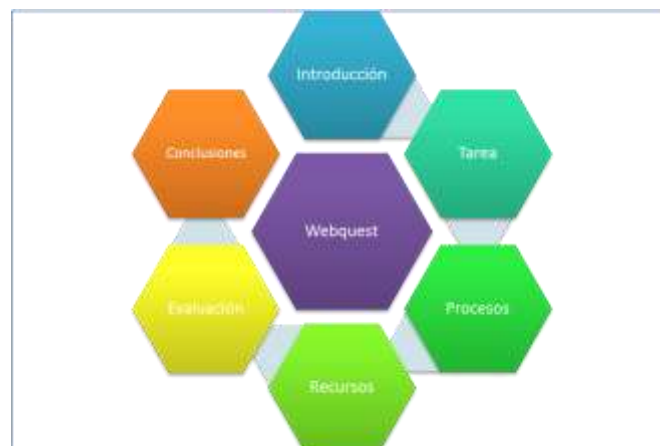 Introducción
Tarea
Procesos
Recursos
Evaluación
Conclusiones
Webquest